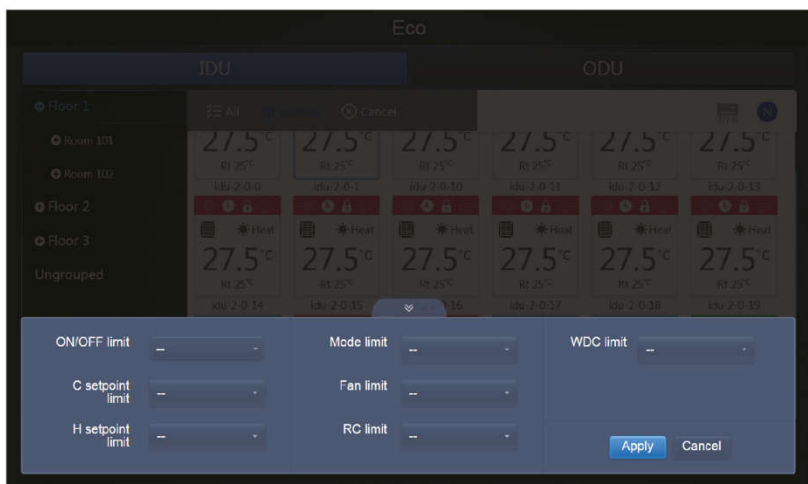 Eco
IDU
ODU
Floor 1
All
Cancel
Room 101
27.5°C 27.5°C 27.5°C 27.5°C 27.5°C 27.5°C
Rt 25°C Rt 25°C Rt 25°C Rt 25°C Rt 25°C Rt 25°C
Room 102
idu-2-0-0 idu-2-0-1 idu-2-0-10 idu-2-0-11 idu-2-0-12 idu-2-0-13
Floor 2
Heat Heat Heat Heat Heat Heat
Floor 3
27.5°C 27.5°C 27.5°C 27.5°C 27.5°C 27.5°C
Ungrouped
Rt 25°C Rt 25°C Rt 25°C Rt 25°C Rt 25°C Rt 25°C
idu-2-0-14 idu-2-0-15 -16 idu-2-0-17 idu-2-0-18 idu-2-0-19
ON/OFF limit --
Mode limit --
WDC limit --
C setpoint
limit --
Fan limit --
H setpoint
limit --
RC limit --
Apply Cancel